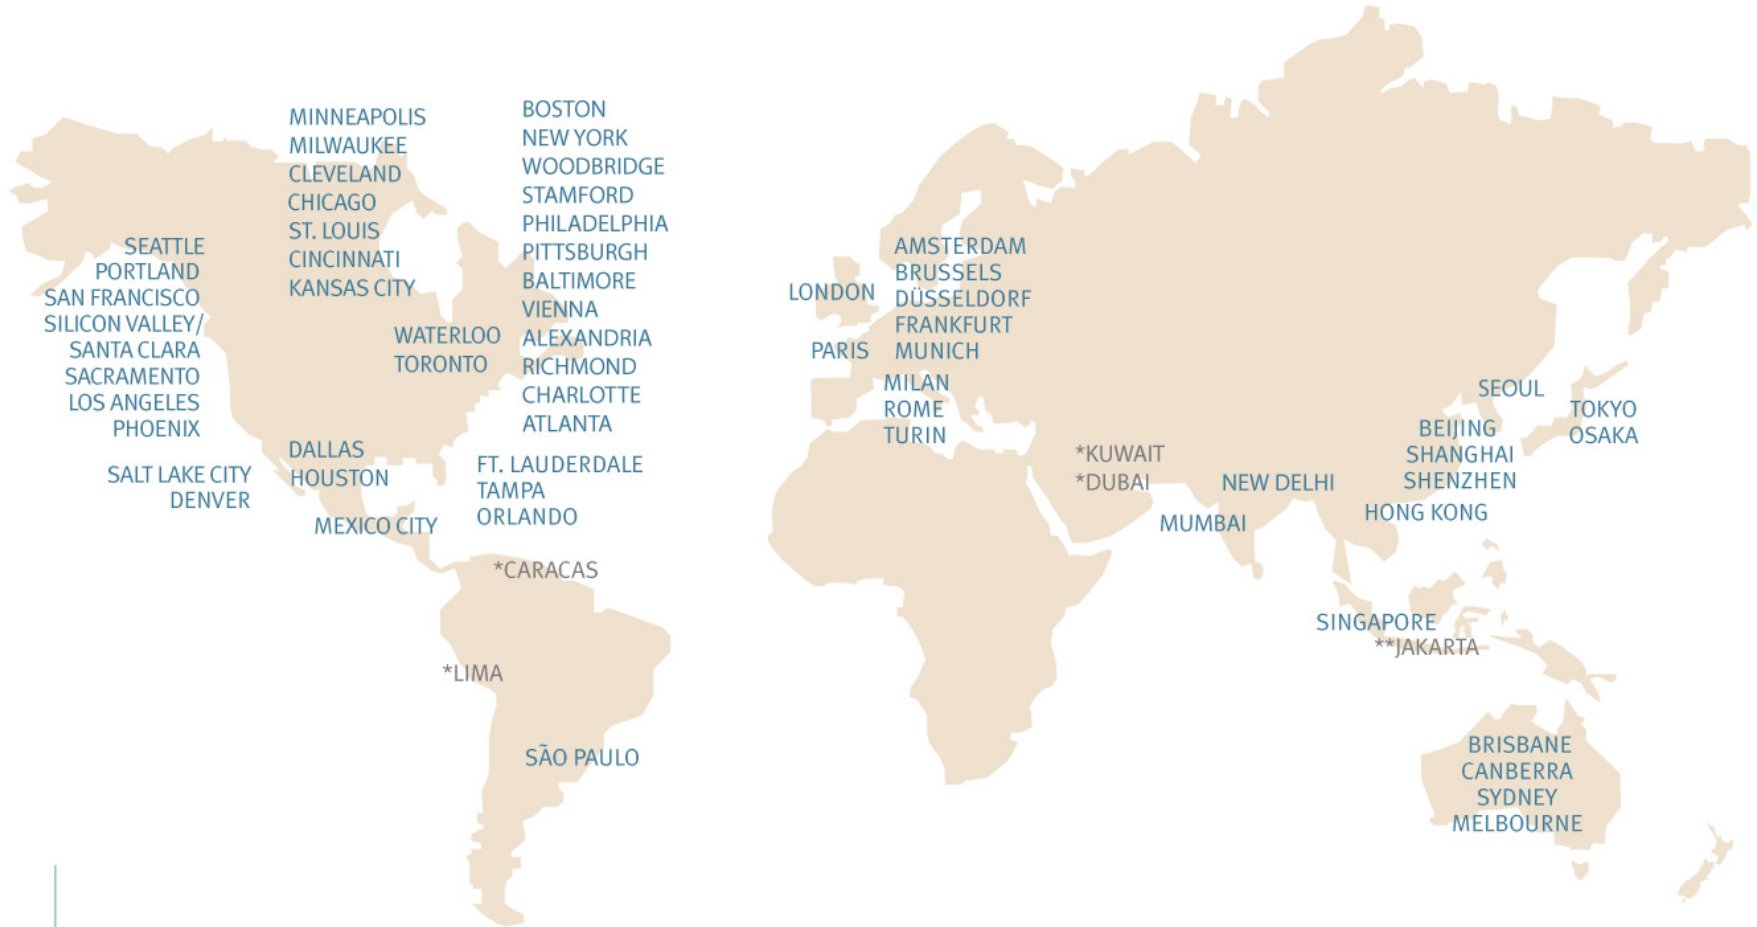 SEATTLE
PORTLAND
SAN FRANCISCO
SILICON VALLEY/
SANTA CLARA
SACRAMENTO
LOS ANGELES
PHOENIX
SALT LAKE CITY
DENVER
MINNEAPOLIS
MILWAUKEE
CLEVELAND
CHICAGO
ST. LOUIS
CINCINNATI
KANSAS CITY
WATERLOO
TORONTO
DALLAS
HOUSTON
MEXICO CITY
BOSTON
NEW YORK
WOODBRIDGE
STAMFORD
PHILADELPHIA
PITTSBURGH
BALTIMORE
VIENNA
ALEXANDRIA
RICHMOND
CHARLOTTE
ATLANTA
FT. LAUDERDALE
TAMPA
ORLANDO
*CARACAS
*LIMA
SÃO PAULO
LONDON
PARIS
AMSTERDAM
BRUSSELS
DÜSSELDORF
FRANKFURT
MUNICH
MILAN
ROME
TURIN
*KUWAIT
*DUBAI
NEW DELHI
MUMBAI
SEOUL
TOKYO
OSAKA
BEIJING
SHANGHAI
SHENZHEN
HONG KONG
SINGAPORE
**JAKARTA
BRISBANE
CANBERRA
SYDNEY
MELBOURNE